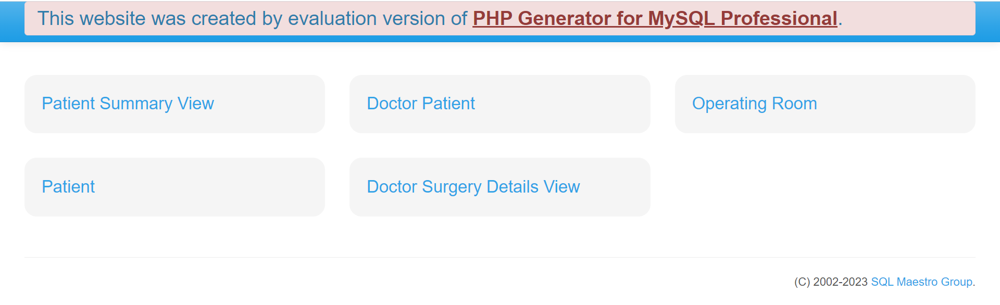 This website was created by evaluation version of PHP Generator for MySQL Professional.
Patient Summary View
Doctor Patient
Operating Room
Patient
Doctor Surgery Details View
(C) 2002-2023 SQL Maestro Group.